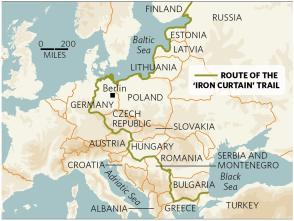 FINLAND
RUSSIA
ESTONIA
Baltic
Sea
LATVIA
0 200
MILES
LITHUANIA
ROUTE OF THE
'IRON CURTAIN' TRAIL
Berlin
POLAND
GERMANY
CZECH
REPUBLIC
SLOVAKIA
AUSTRIA
HUNGARY
CROATIA
ROMANIA
SERBIA AND
MONTENEGRO
Adriatic Sea
Black
Sea
BULGARIA
ALBANIA
GREECE
TURKEY